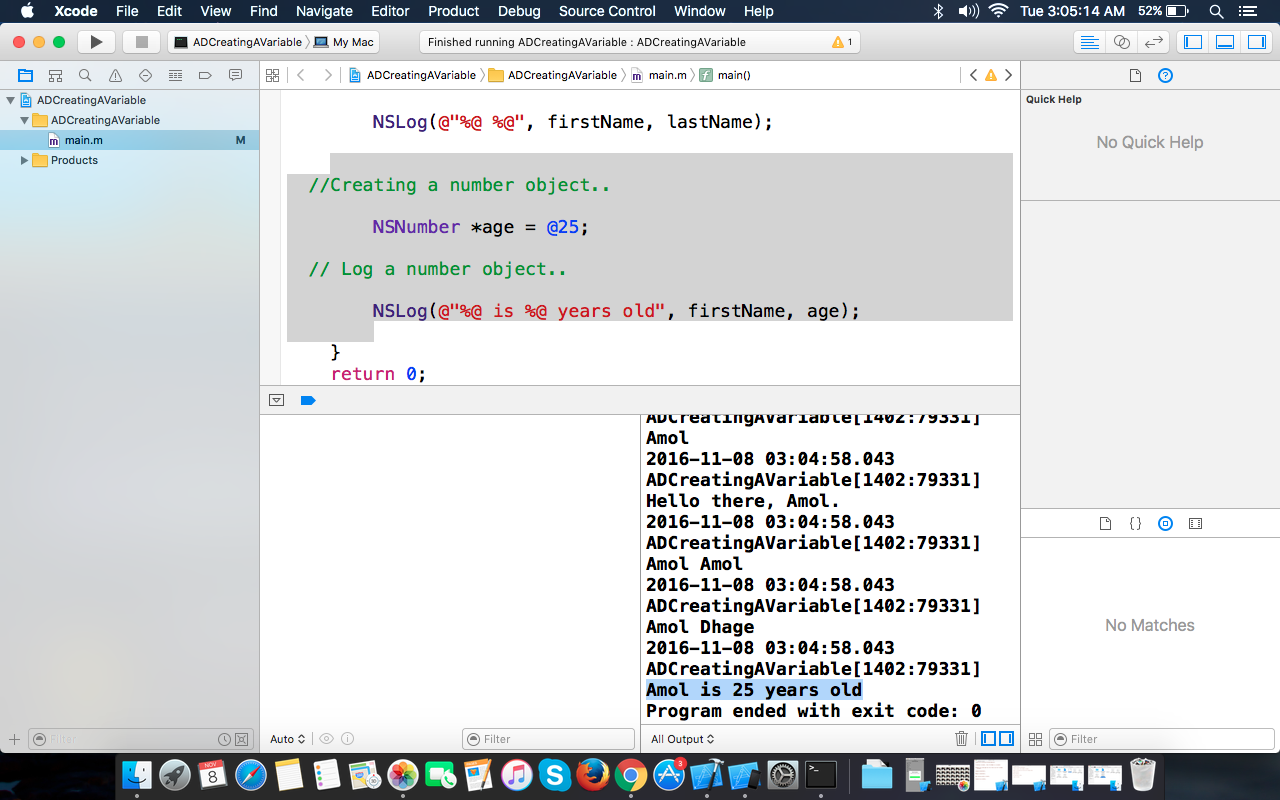 Xcode File Edit View Find Navigate Editor Product Debug Source Control Window Help Tue 3:05:14 AM 52%
ADCreatingAVariable My Mac Finished running ADCreatingAVariable : ADCreatingAVariable 1
ADCreatingAVariable ADCreatingAVariable main.m main()
ADCreatingAVariable
ADCreatingAVariable
main.m M
Products
NSLog(@"%@ %@", firstName, lastName);
//Creating a number object..
NSNumber *age = @25;
// Log a number object..
NSLog(@"%@ is %@ years old", firstName, age);
}
return 0;
Quick Help
No Quick Help
ADCreatingAVariable[1402:79331]
Amol
2016-11-08 03:04:58.043
ADCreatingAVariable[1402:79331]
Hello there, Amol.
2016-11-08 03:04:58.043
ADCreatingAVariable[1402:79331]
Amol Amol
2016-11-08 03:04:58.043
ADCreatingAVariable[1402:79331]
Amol Dhage
2016-11-08 03:04:58.043
ADCreatingAVariable[1402:79331]
Amol is 25 years old
Program ended with exit code: 0
No Matches
Filter Auto Filter All Output Filter
NOV
8
3